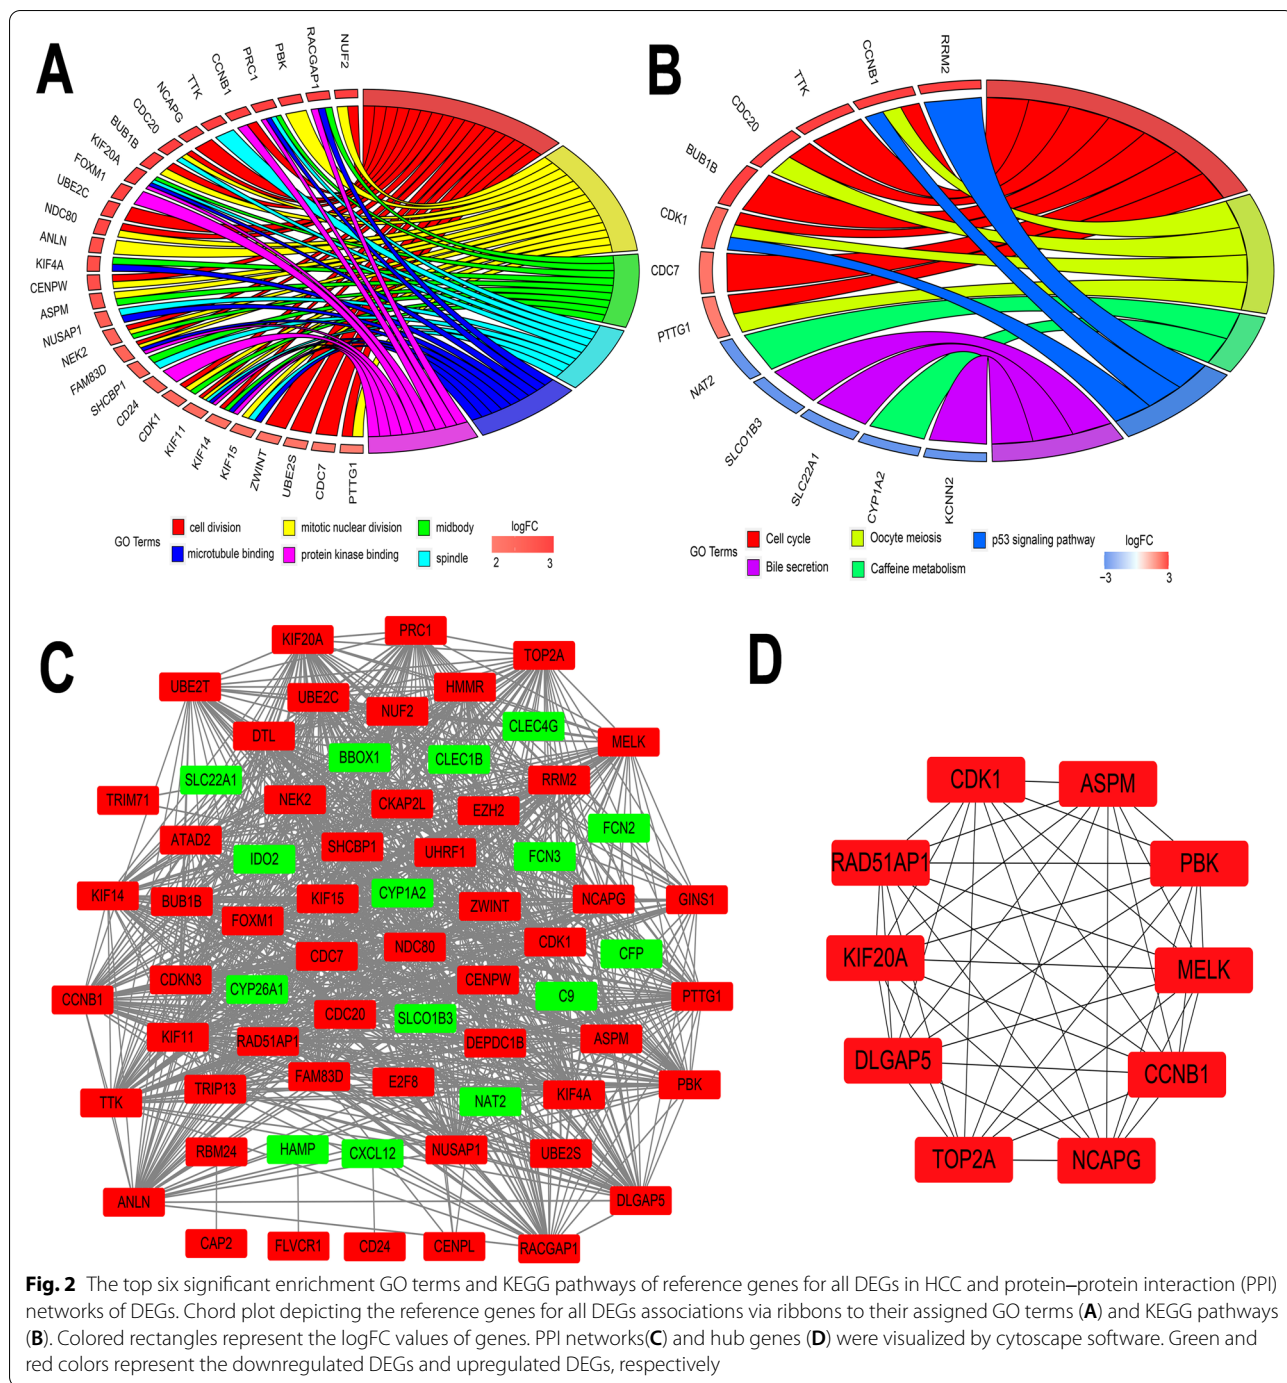 A
NUF2
RACGAP1
PBK
PRC1
CCNB1
TTK
NCAPG
CDC20
BUB1B
KIF20A
FOXM1
UBE2C
NDC80
ANLN
KIF4A
CENPW
ASPM
NUSAP1
NEK2
FAM83D
SHCBP1
CD24
CDK1
KIF11
KIF14
KIF15
ZWINT
UBE2S
CDC7
PTTG1
GO Terms
cell division
mitotic nuclear division
midbody
microtubule binding
protein kinase binding
spindle
logFC
2 3
B
RRM2
CCNB1
TTK
CDC20
BUB1B
CDK1
CDC7
PTTG1
NAT2
SLCO1B3
SLC22A1
CYP1A2
KCNN2
GO Terms
Cell cycle
Oocyte meiosis
p53 signaling pathway
Bile secretion
Caffeine metabolism
logFC
−3 3
C
KIF20A
PRC1
TOP2A
UBE2T
UBE2C
NUF2
HMMR
CLEC4G
DTL
BBOX1
CLEC1B
MELK
SLC22A1
RRM2
TRIM71
NEK2
CKAP2L
EZH2
FCN2
ATAD2
IDO2
SHCBP1
UHRF1
FCN3
KIF14
BUB1B
KIF15
CYP1A2
ZWINT
NCAPG
GINS1
FOXM1
CDC7
NDC80
CDK1
CFP
CDKN3
CYP26A1
CENPW
C9
CCNB1
PTTG1
CDC20
SLCO1B3
KIF11
RAD51AP1
DEPDC1B
ASPM
TTK
TRIP13
FAM83D
E2F8
NAT2
KIF4A
PBK
RBM24
HAMP
CXCL12
NUSAP1
UBE2S
ANLN
DLGAP5
CAP2
FLVCR1
CD24
CENPL
RACGAP1
D
CDK1
ASPM
RAD51AP1
PBK
KIF20A
MELK
DLGAP5
CCNB1
TOP2A
NCAPG
Fig. 2 The top six significant enrichment GO terms and KEGG pathways of reference genes for all DEGs in HCC and protein–protein interaction (PPI)
networks of DEGs. Chord plot depicting the reference genes for all DEGs associations via ribbons to their assigned GO terms (A) and KEGG pathways
(B). Colored rectangles represent the logFC values of genes. PPI networks(C) and hub genes (D) were visualized by cytoscape software. Green and
red colors represent the downregulated DEGs and upregulated DEGs, respectively